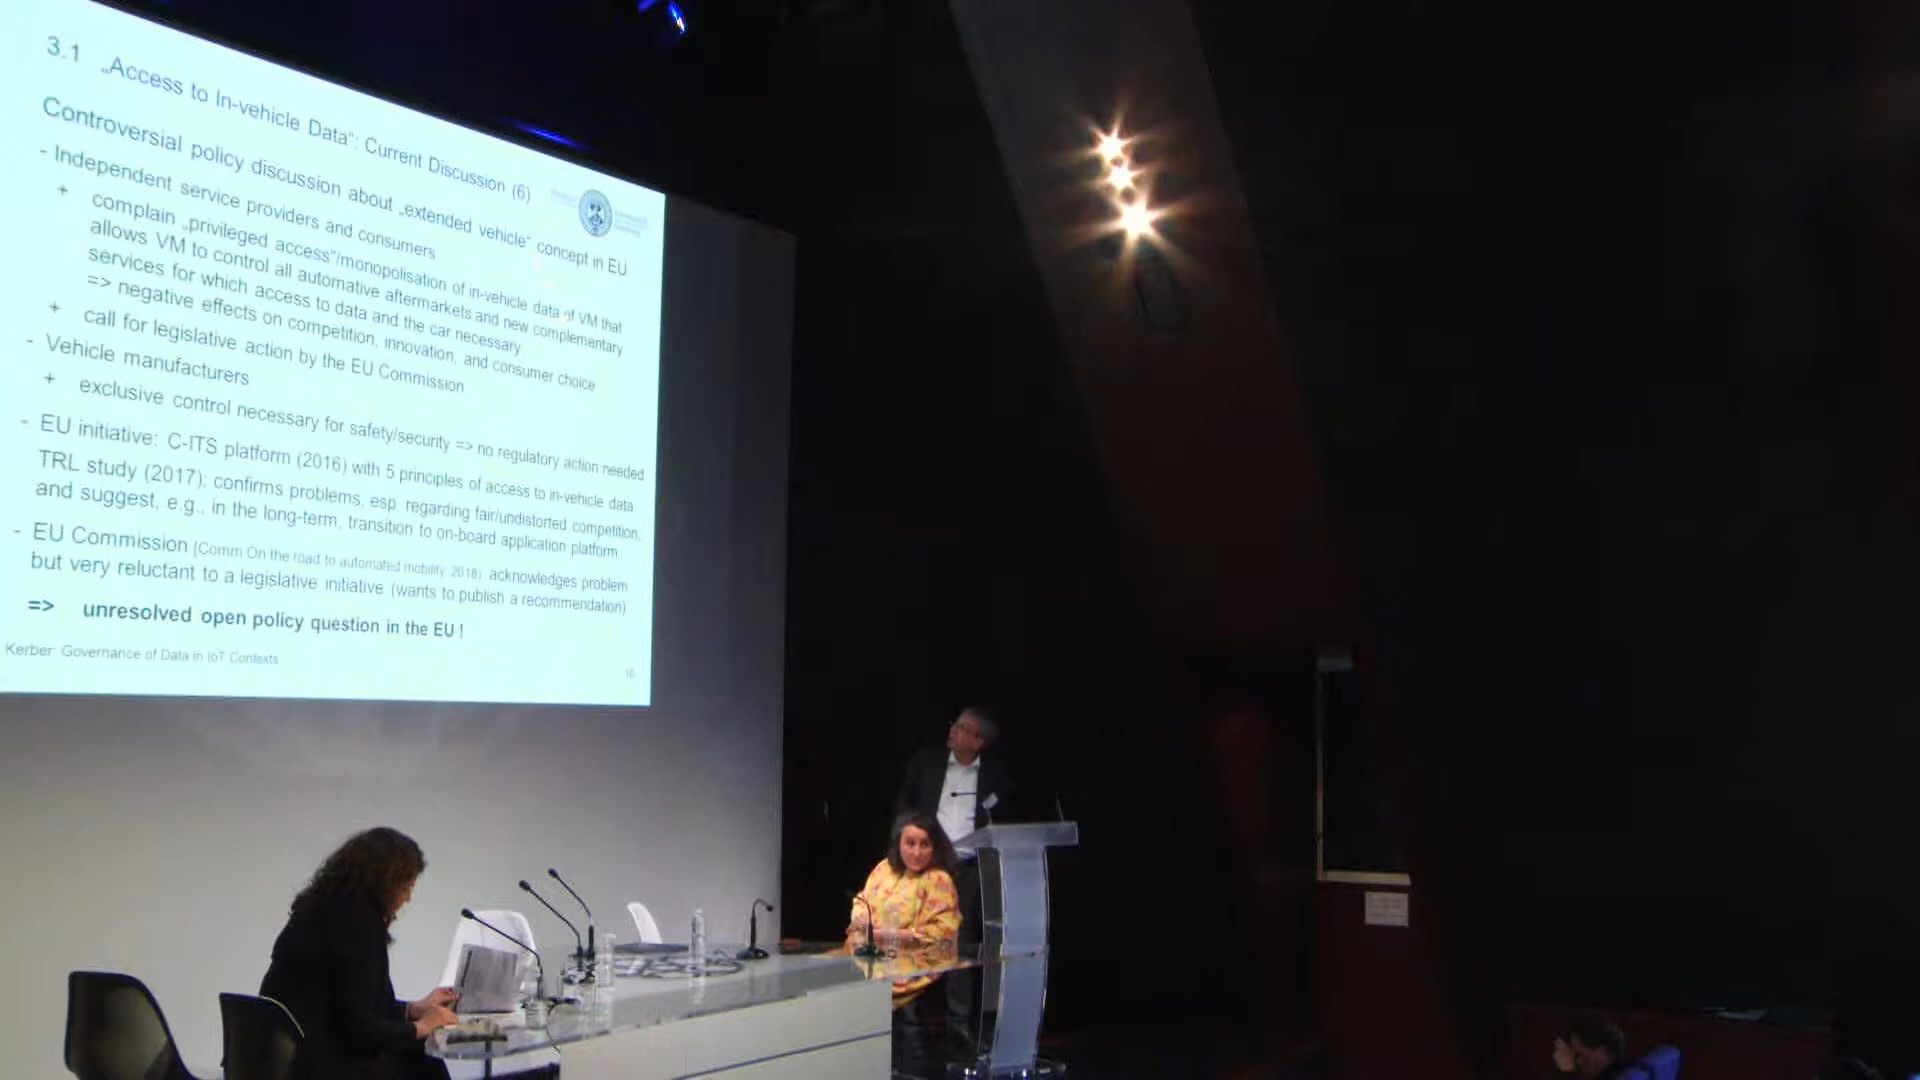 3.1 „Access to In-vehicle Data“: Current Discussion (6)
Controversial policy discussion about „extended vehicle“ concept in EU
- Independent service providers and consumers
+ complain „privileged access“/monopolisation of in-vehicle data of VM that
allows VM to control all automative aftermarkets and new complementary
services for which access to data and the car necessary
=> negative effects on competition, innovation, and consumer choice
+ call for legislative action by the EU Commission
- Vehicle manufacturers
+ exclusive control necessary for safety/security => no regulatory action needed
- EU initiative: C-ITS platform (2016) with 5 principles of access to in-vehicle data
TRL study (2017): confirms problems, esp. regarding fair/undistorted competition,
and suggest, e.g., in the long-term, transition to on-board application platform
- EU Commission (Comm On the road to automated mobility, 2018) acknowledges problem
but very reluctant to a legislative initiative (wants to publish a recommendation)
=> unresolved open policy question in the EU !
Kerber: Governance of Data in IoT Contexts
16